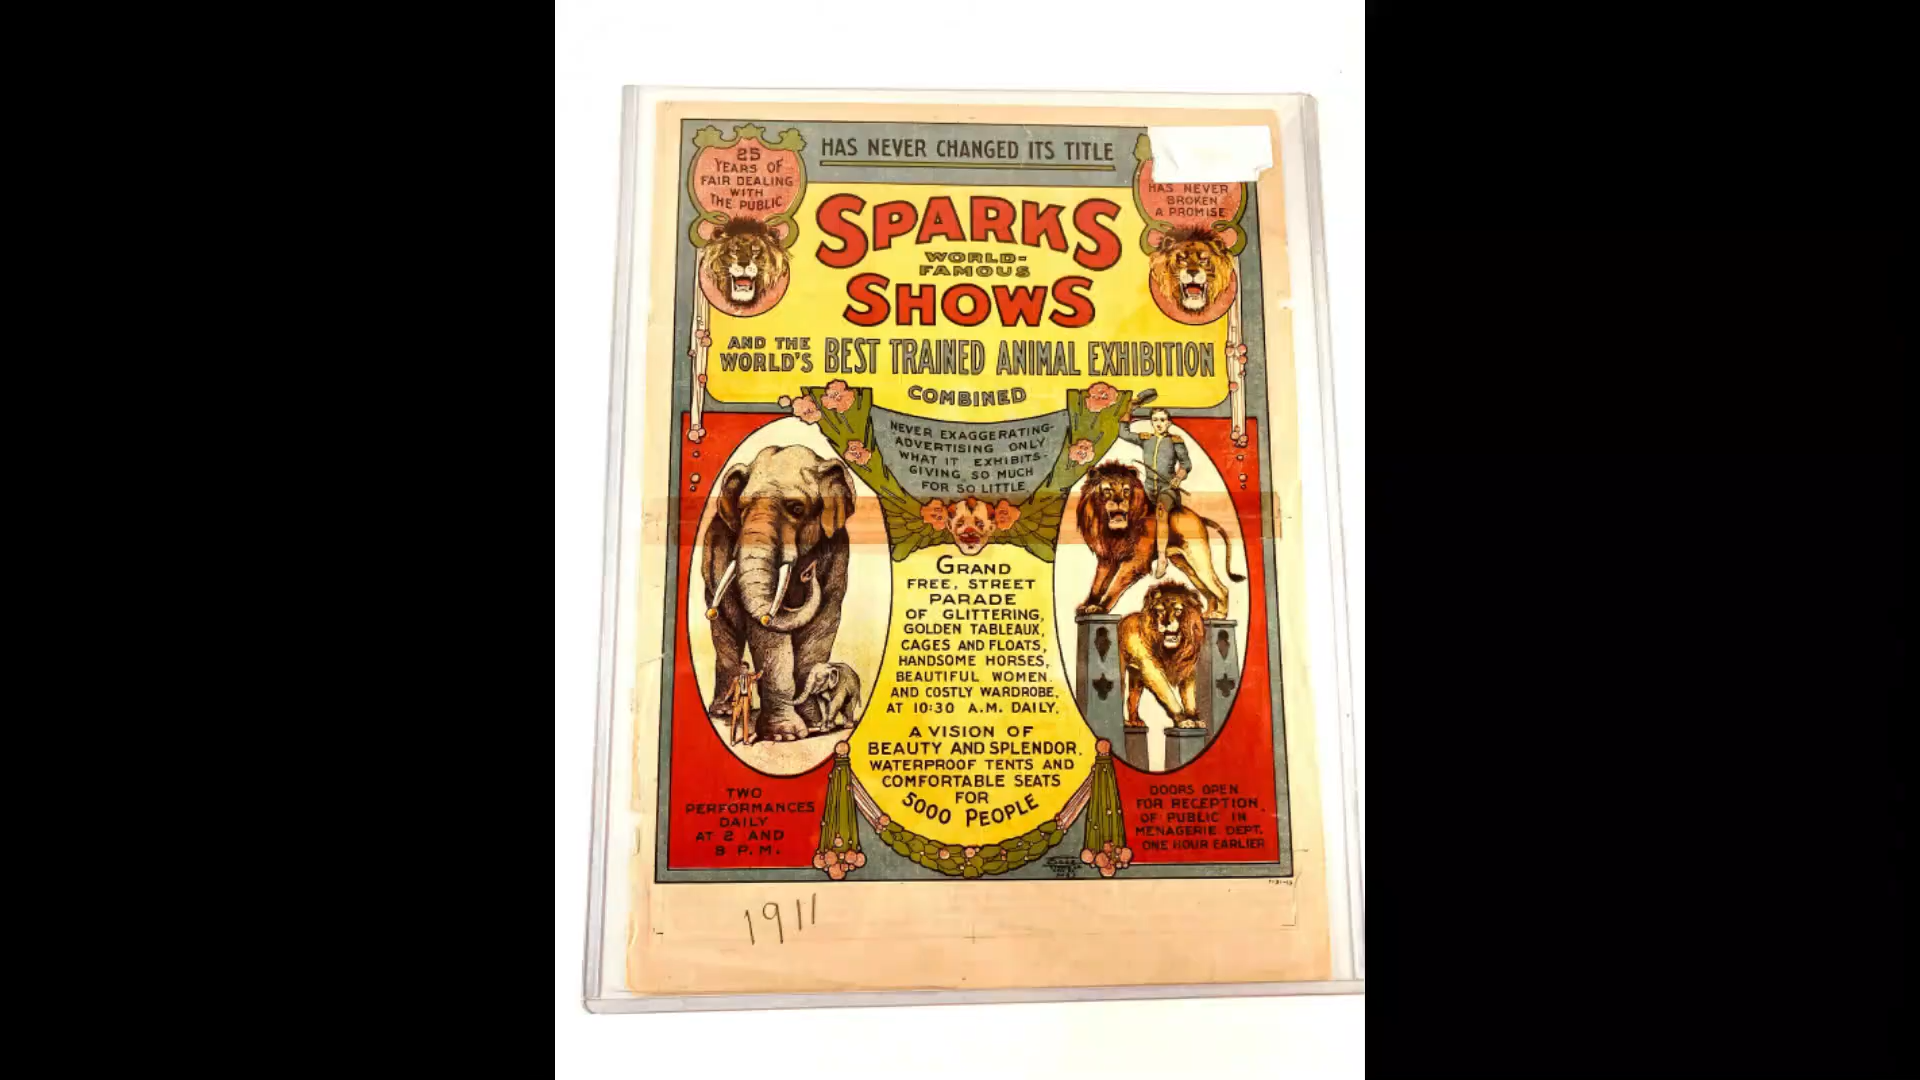 HAS NEVER CHANGED ITS TITLE
25
YEARS OF
FAIR DEALING
WITH
THE PUBLIC
HAS NEVER
BROKEN
A PROMISE
SPARKS
WORLD-
FAMOUS
SHOWS
AND THE
WORLD'S BEST TRAINED ANIMAL EXHIBITION
COMBINED
NEVER EXAGGERATING-
ADVERTISING ONLY
WHAT IT EXHIBITS-
GIVING SO MUCH
FOR SO LITTLE
GRAND
FREE, STREET
PARADE
OF GLITTERING,
GOLDEN TABLEAUX,
CAGES AND FLOATS,
HANDSOME HORSES,
BEAUTIFUL WOMEN.
AND COSTLY WARDROBE,
AT 10:30 A.M. DAILY.
A VISION OF
BEAUTY AND SPLENDOR.
WATERPROOF TENTS AND
COMFORTABLE SEATS
FOR
5000 PEOPLE
TWO
PERFORMANCES
DAILY
AT 2 AND
8 P.M.
DOORS OPEN
FOR RECEPTION
OF PUBLIC IN
MENAGERIE DEPT.
ONE HOUR EARLIER
1911